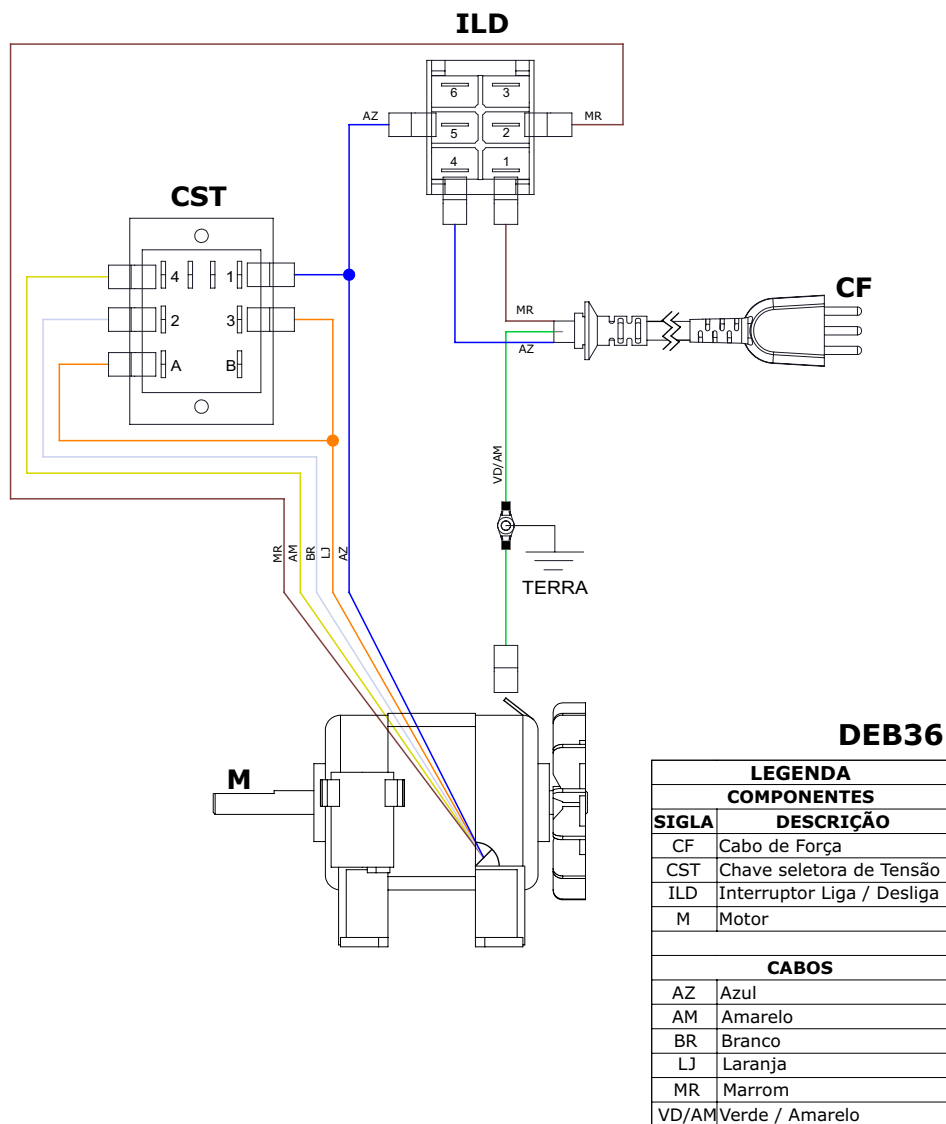 ILD
6 3
AZ 5 2 MR
4 1
CST
4 1
2 3
A B
CF
MR
AZ
VD/AM
TERRA
MR AM BR LJ AZ
M
DEB36
LEGENDA
COMPONENTES
SIGLA DESCRIÇÃO
CF Cabo de Força
CST Chave seletora de Tensão
ILD Interruptor Liga / Desliga
M Motor
CABOS
AZ Azul
AM Amarelo
BR Branco
LJ Laranja
MR Marrom
VD/AM Verde / Amarelo